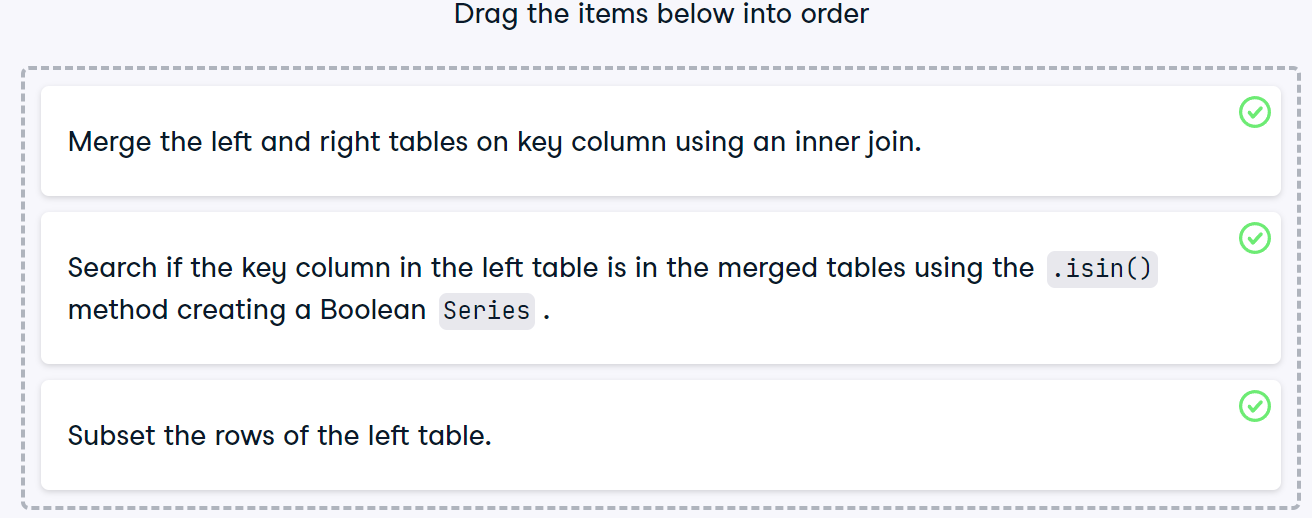 Drag the items below into order
Merge the left and right tables on key column using an inner join.
Search if the key column in the left table is in the merged tables using the .isin()
method creating a Boolean Series .
Subset the rows of the left table.